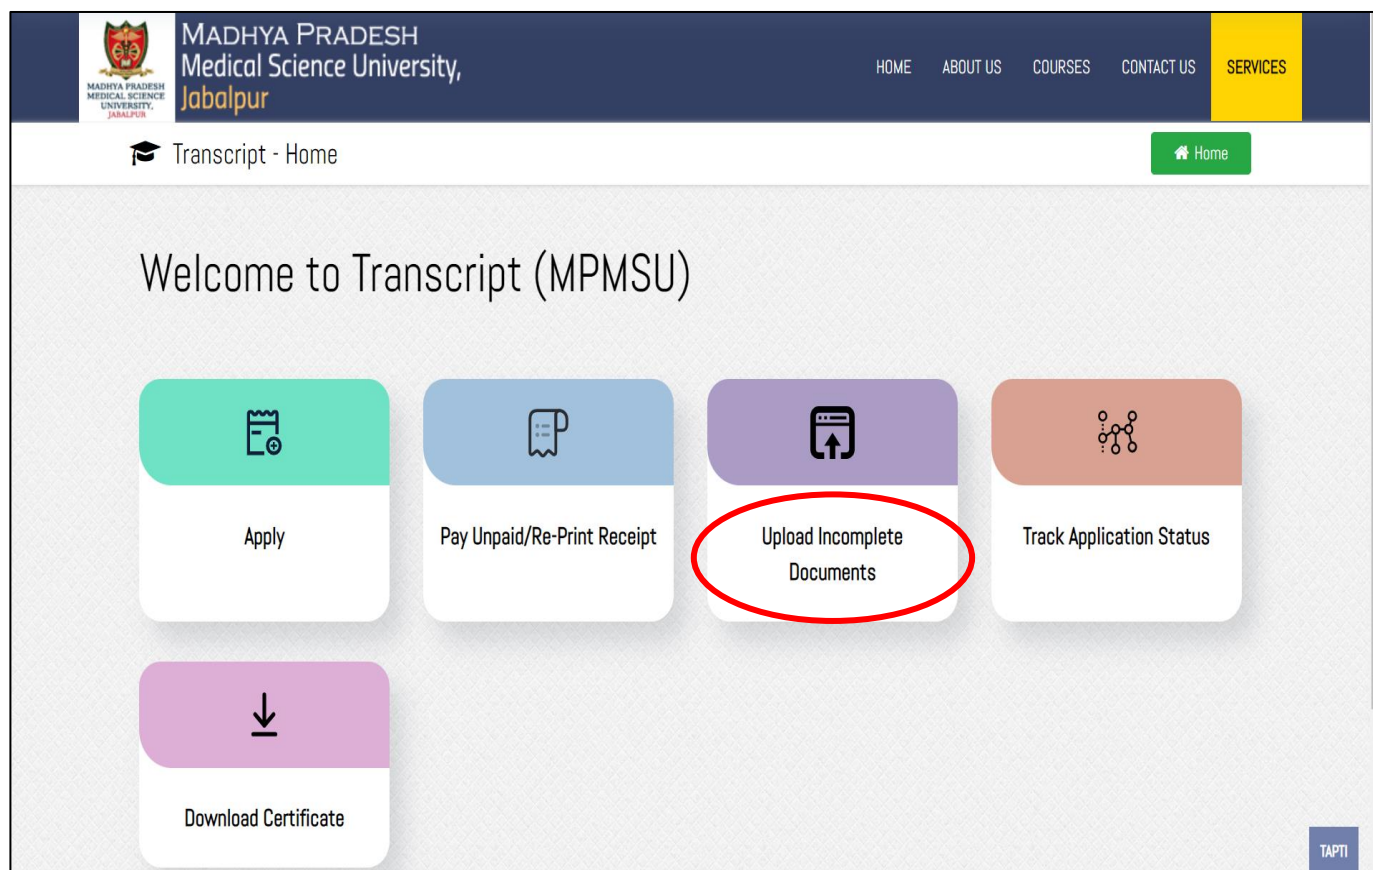 MADHYA PRADESH
Medical Science University,
Jabalpur
MADHYA PRADESH
MEDICAL SCIENCE
UNIVERSITY,
JABALPUR
HOME ABOUT US COURSES CONTACT US SERVICES
Transcript - Home
Home
Welcome to Transcript (MPMSU)
Apply
Pay Unpaid/Re-Print Receipt
Upload Incomplete
Documents
Track Application Status
Download Certificate
TAPTI